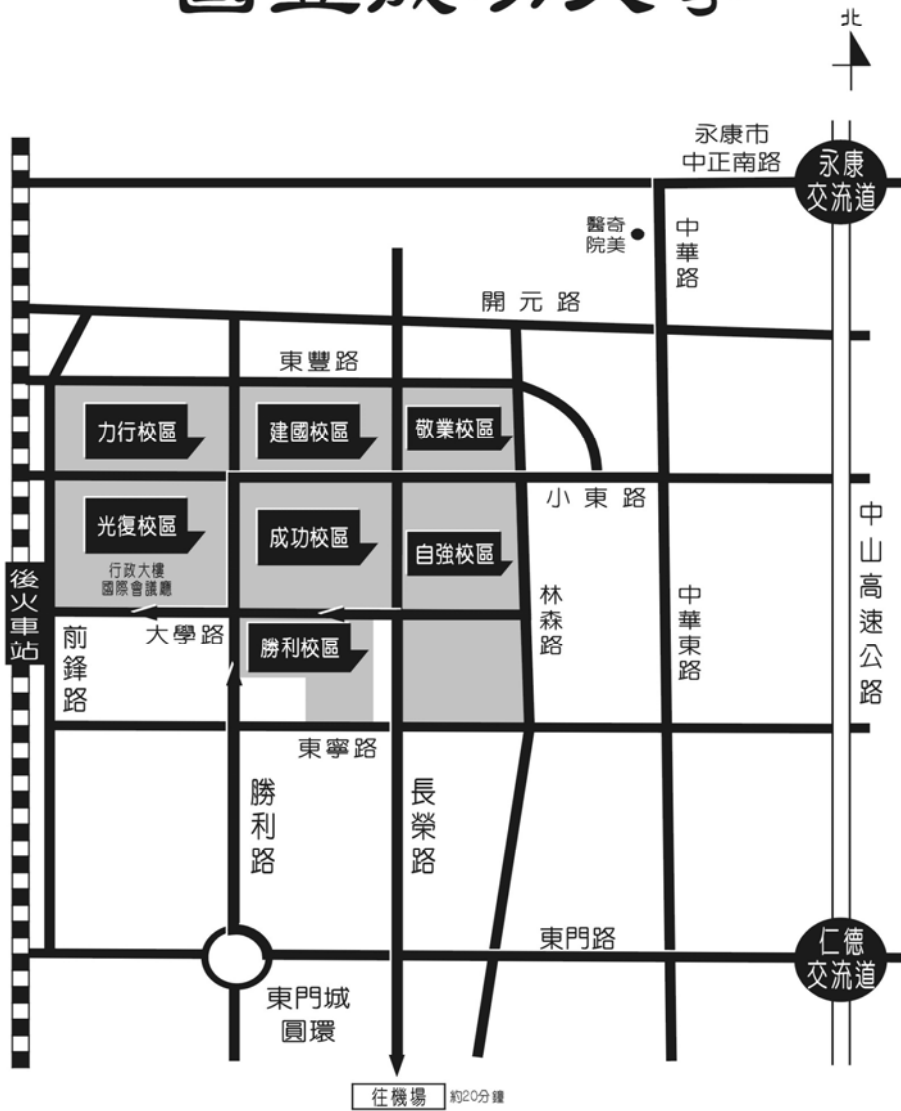 國立成功大學
北
永康市
中正南路
永康
交流道
醫奇
院美
中華路
開元路
東豐路
力行校區
建國校區
敬業校區
小東路
光復校區
成功校區
自強校區
行政大樓
國際會議廳
中山高速公路
後火車站
前鋒路
大學路
勝利校區
林森路
中華東路
東寧路
勝利路
長榮路
東門路
仁德
交流道
東門城
圓環
往機場 約20分鐘